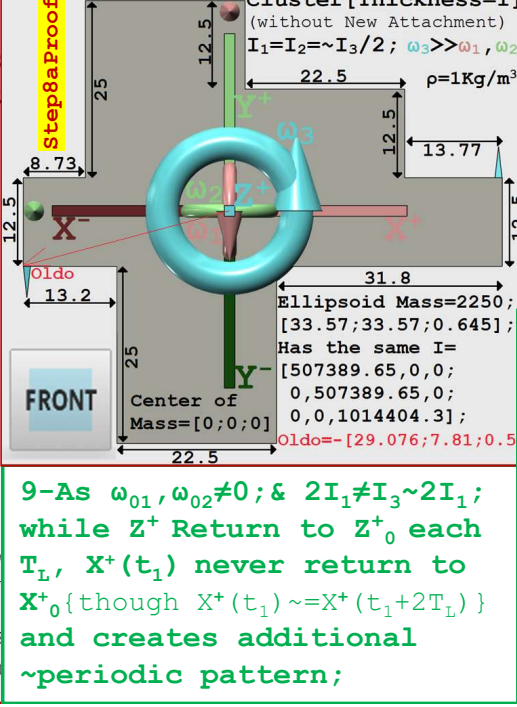 Cluster[Thickness=1]
(without New Attachment)
I₁=I₂=~I₃/2; ω₃>>ω₁,ω₂
ρ=1Kg/m³
Step8aProof
25
12.5
22.5
Y⁺
ω₃
12.5
13.77
8.73
12.5
ω₂
Z⁺
X⁻
ω₁
X⁺
Oldo
13.2
31.8
25
FRONT
Y⁻
Center of
Mass=[0;0;0]
22.5
Ellipsoid Mass=2250;
[33.57;33.57;0.645];
Has the same I=
[507389.65,0,0;
0,507389.65,0;
0,0,1014404.3];
Oldo=-[29.076;7.81;0.5
9-As ω₀₁,ω₀₂≠0;& 2I₁≠I₃~2I₁;
while Z⁺ Return to Z⁺₀ each
T_L, X⁺(t₁) never return to
X⁺₀{though X⁺(t₁)~=X⁺(t₁+2T_L)}
and creates additional
~periodic pattern;